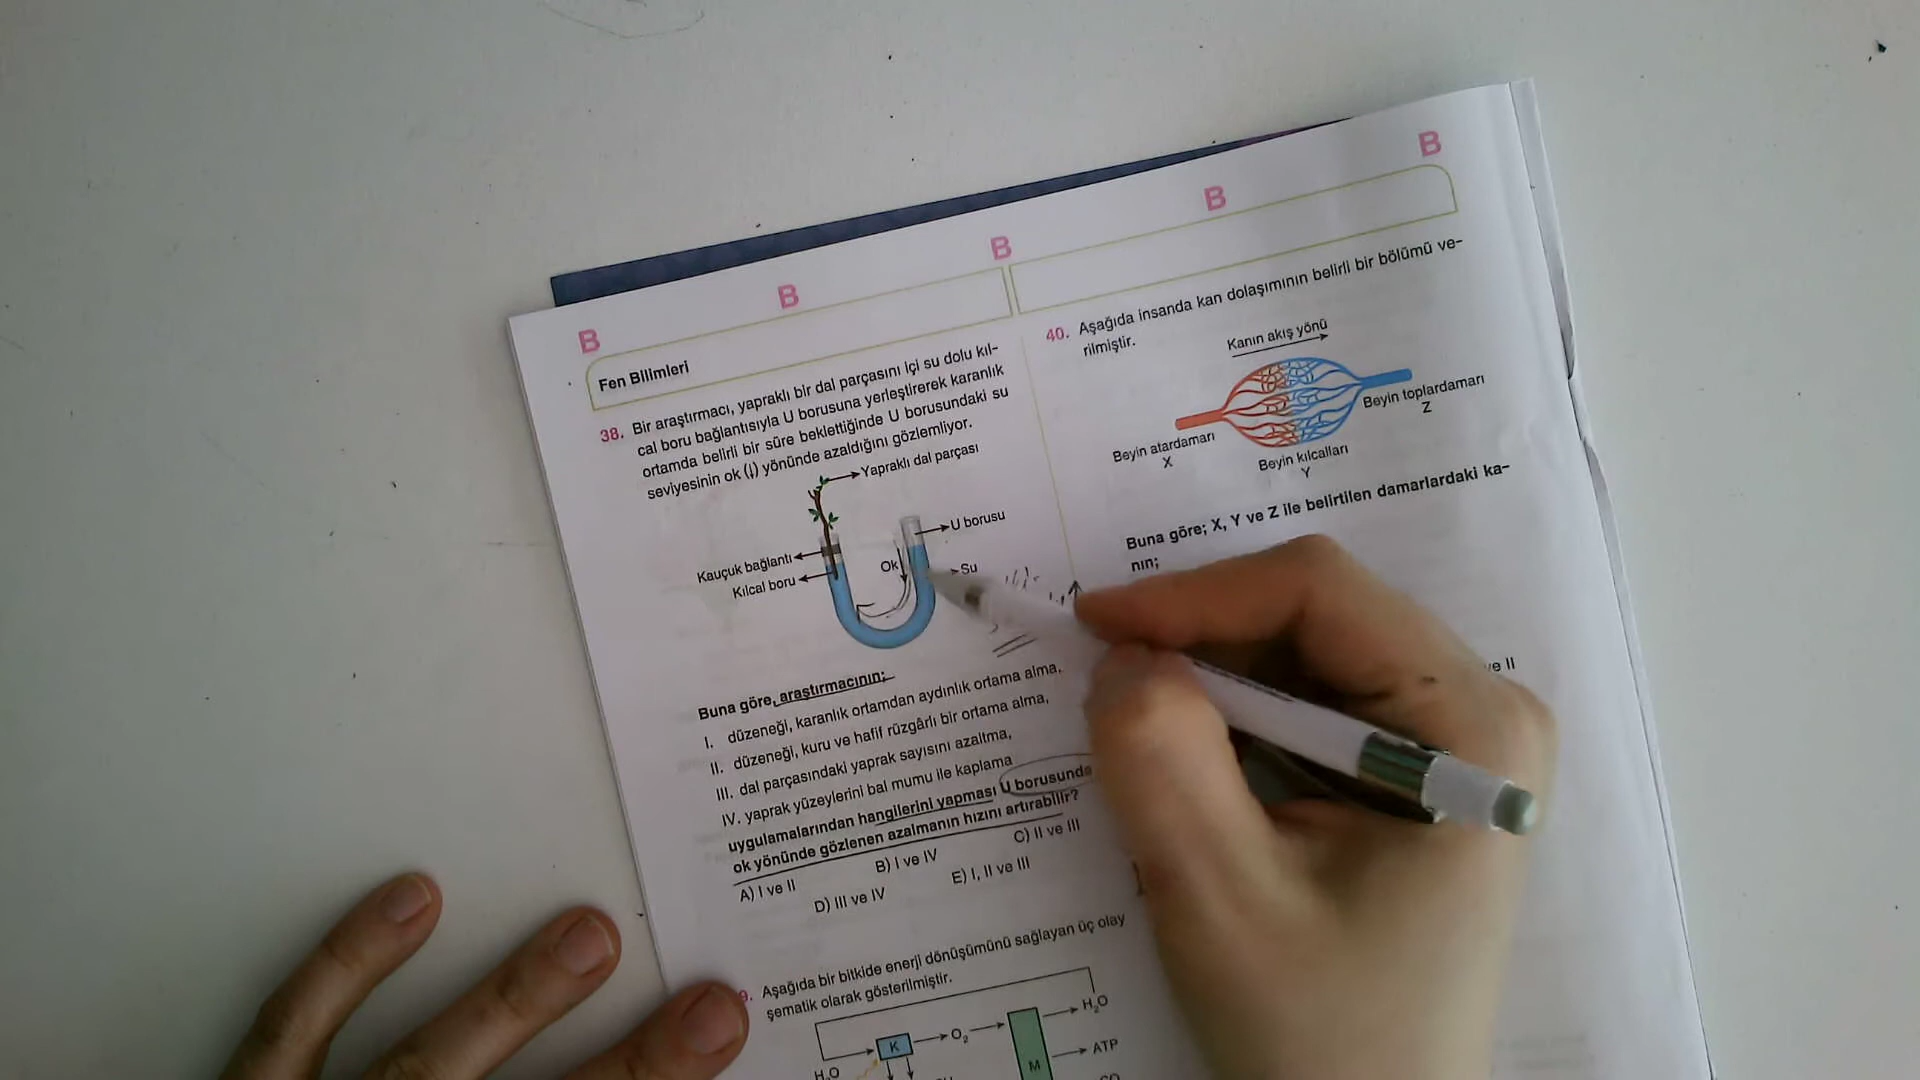 B
B
B
B
B
Fen Bilimleri
38. Bir araştırmacı, yapraklı bir dal parçasını içi su dolu kıl-
cal boru bağlantısıyla U borusuna yerleştirerek karanlık
ortamda belirli bir süre beklettiğinde U borusundaki su
seviyesinin ok (↓) yönünde azaldığını gözlemliyor.
Yapraklı dal parçası
U borusu
Kauçuk bağlantı
Ok
Su
Kılcal boru
Buna göre, araştırmacının;
I. düzeneği, karanlık ortamdan aydınlık ortama alma,
II. düzeneği, kuru ve hafif rüzgârlı bir ortama alma,
III. dal parçasındaki yaprak sayısını azaltma,
IV. yaprak yüzeylerini bal mumu ile kaplama
uygulamalarından hangilerini yapması U borusunda
ok yönünde gözlenen azalmanın hızını artırabilir?
A) I ve II
B) I ve IV
C) II ve III
D) III ve IV
E) I, II ve III
9. Aşağıda bir bitkide enerji dönüşümünü sağlayan üç olay
şematik olarak gösterilmiştir.
K
O₂
H₂O
H₂O
M
ATP
40. Aşağıda insanda kan dolaşımının belirli bir bölümü ve-
rilmiştir.
Kanın akış yönü
Beyin atardamarı
X
Beyin kılcalları
Y
Beyin toplardamarı
Z
Buna göre; X, Y ve Z ile belirtilen damarlardaki ka-
nın;
ve II